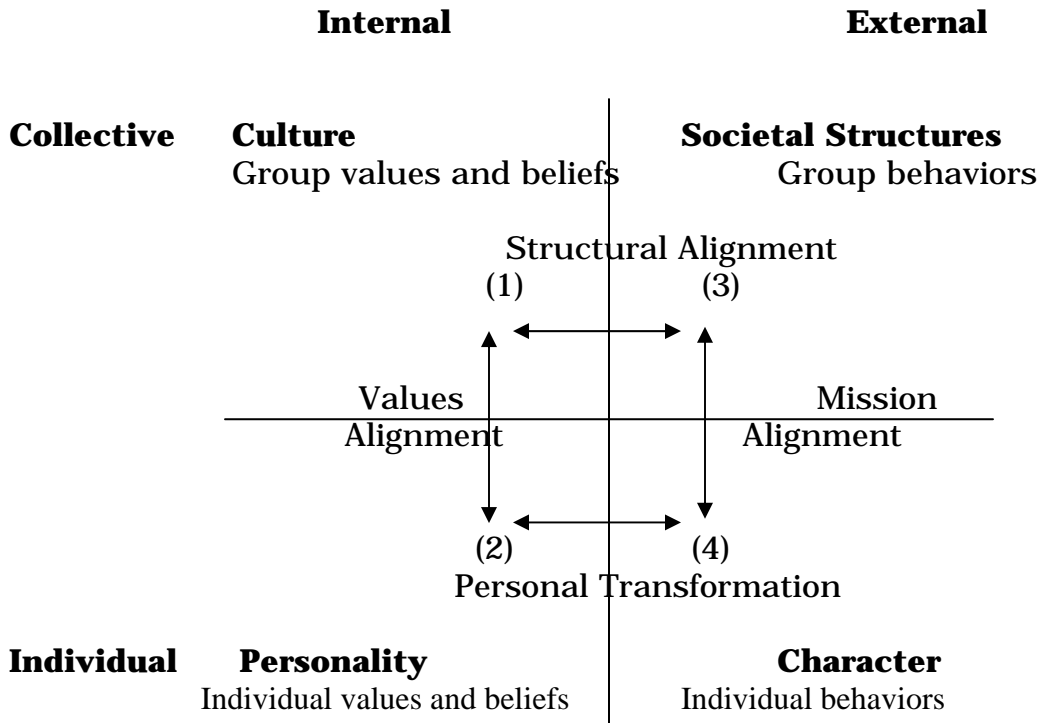 Internal External
Collective Culture Societal Structures
Group values and beliefs Group behaviors
Structural Alignment
(1) (3)
Values Mission
Alignment Alignment
(2) (4)
Personal Transformation
Individual Personality Character
Individual values and beliefs Individual behaviors